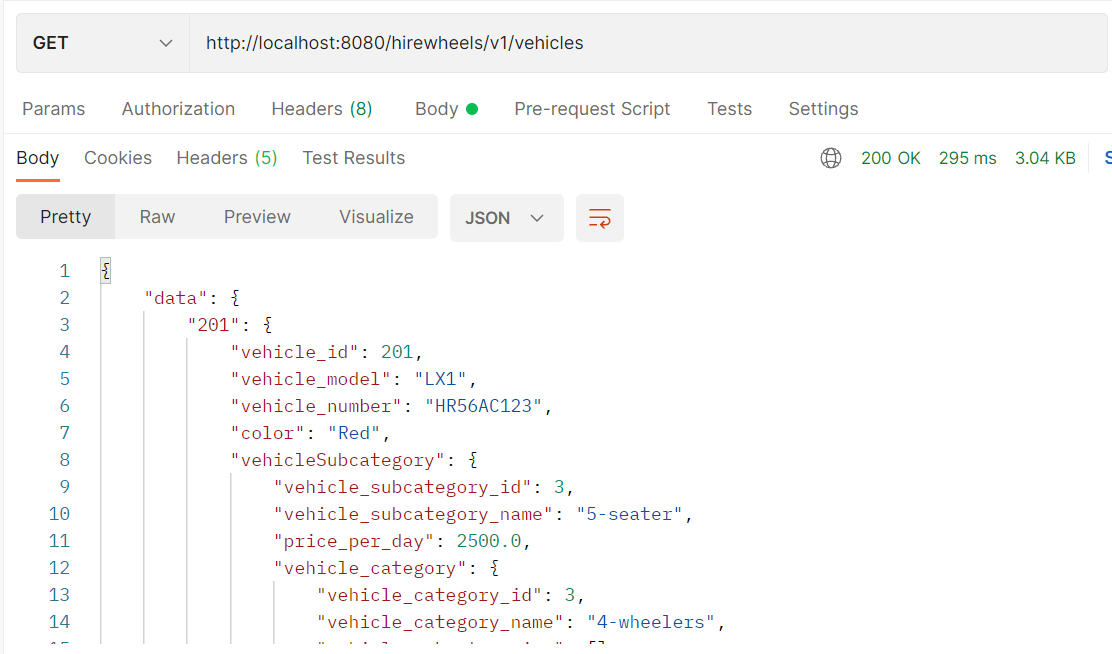 GET http://localhost:8080/hirewheels/v1/vehicles
Params Authorization Headers (8) Body Pre-request Script Tests Settings
Body Cookies Headers (5) Test Results 200 OK 295 ms 3.04 KB
Pretty Raw Preview Visualize JSON
1 {
2 "data": {
3 "201": {
4 "vehicle_id": 201,
5 "vehicle_model": "LX1",
6 "vehicle_number": "HR56AC123",
7 "color": "Red",
8 "vehicleSubcategory": {
9 "vehicle_subcategory_id": 3,
10 "vehicle_subcategory_name": "5-seater",
11 "price_per_day": 2500.0,
12 "vehicle_category": {
13 "vehicle_category_id": 3,
14 "vehicle_category_name": "4-wheelers",